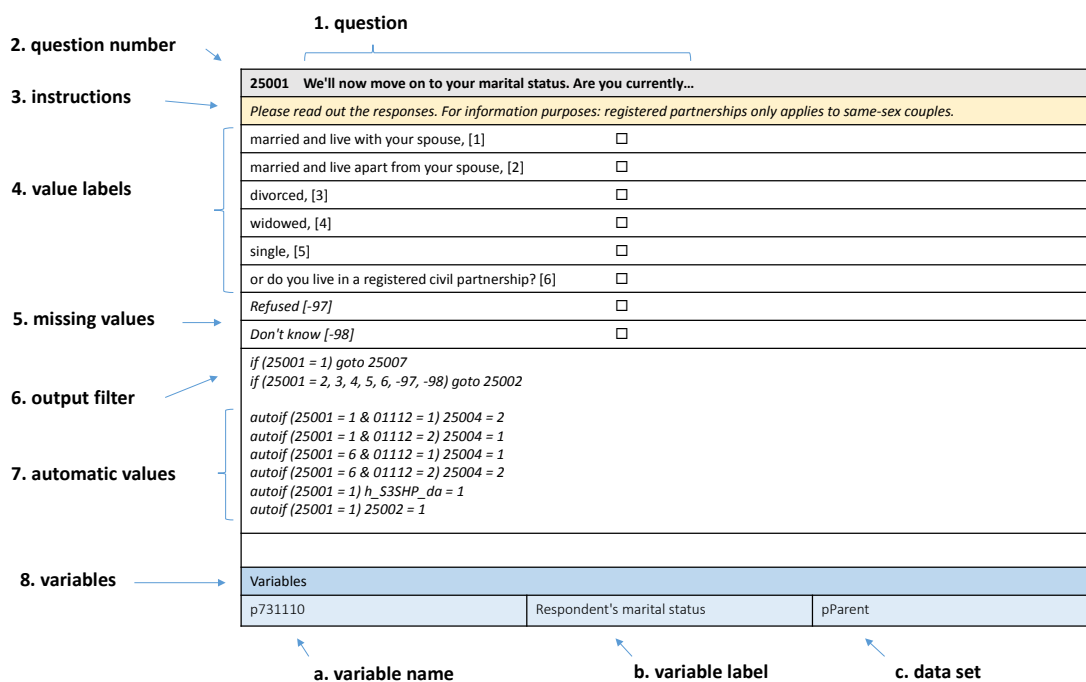 1. question
2. question number
25001 We'll now move on to your marital status. Are you currently…
3. instructions
Please read out the responses. For information purposes: registered partnerships only applies to same-sex couples.
married and live with your spouse, [1] ☐
married and live apart from your spouse, [2] ☐
4. value labels
divorced, [3] ☐
widowed, [4] ☐
single, [5] ☐
or do you live in a registered civil partnership? [6] ☐
5. missing values
Refused [-97] ☐
Don't know [-98] ☐
6. output filter
if (25001 = 1) goto 25007
if (25001 = 2, 3, 4, 5, 6, -97, -98) goto 25002
7. automatic values
autoif (25001 = 1 & 01112 = 1) 25004 = 2
autoif (25001 = 1 & 01112 = 2) 25004 = 1
autoif (25001 = 6 & 01112 = 1) 25004 = 1
autoif (25001 = 6 & 01112 = 2) 25004 = 2
autoif (25001 = 1) h_S3SHP_da = 1
autoif (25001 = 1) 25002 = 1
8. variables
Variables
p731110 Respondent's marital status pParent
a. variable name b. variable label c. data set